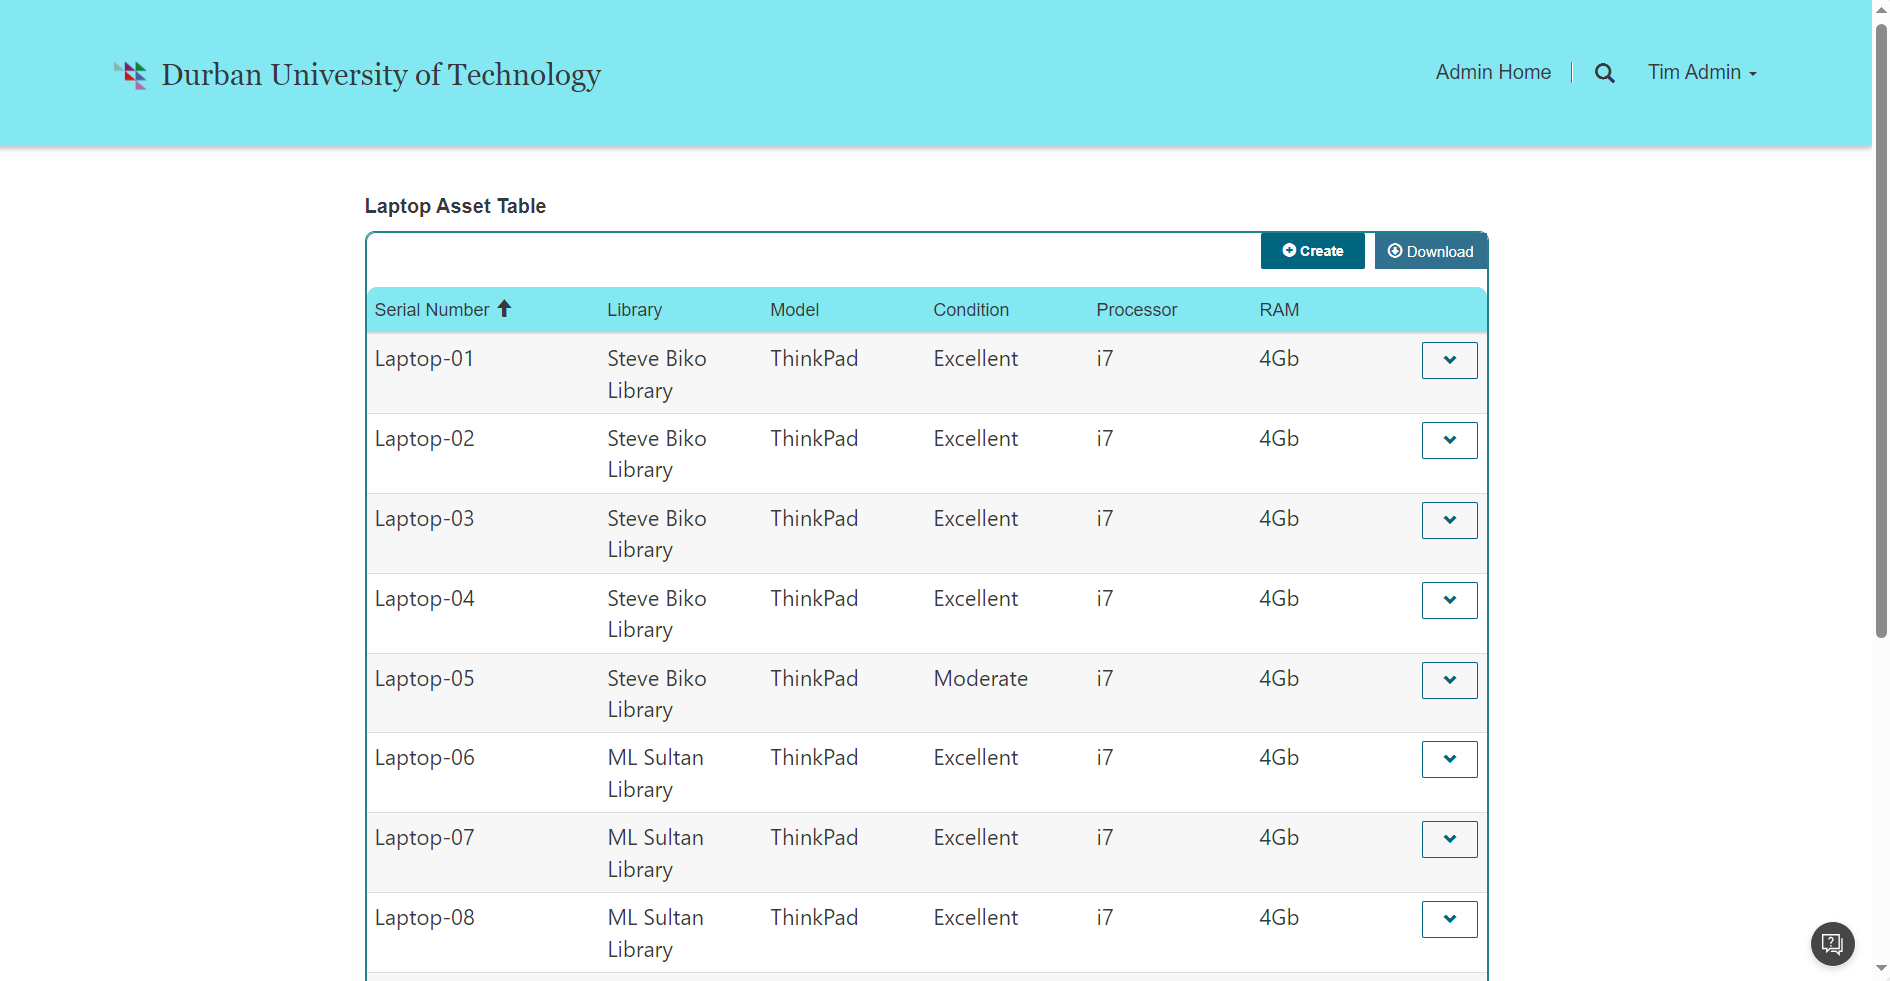 Durban University of Technology
Admin Home
Tim Admin
Laptop Asset Table
Create
Download
Serial Number Library Model Condition Processor RAM
Laptop-01 Steve Biko ThinkPad Excellent i7 4Gb
Library
Laptop-02 Steve Biko ThinkPad Excellent i7 4Gb
Library
Laptop-03 Steve Biko ThinkPad Excellent i7 4Gb
Library
Laptop-04 Steve Biko ThinkPad Excellent i7 4Gb
Library
Laptop-05 Steve Biko ThinkPad Moderate i7 4Gb
Library
Laptop-06 ML Sultan ThinkPad Excellent i7 4Gb
Library
Laptop-07 ML Sultan ThinkPad Excellent i7 4Gb
Library
Laptop-08 ML Sultan ThinkPad Excellent i7 4Gb
Library